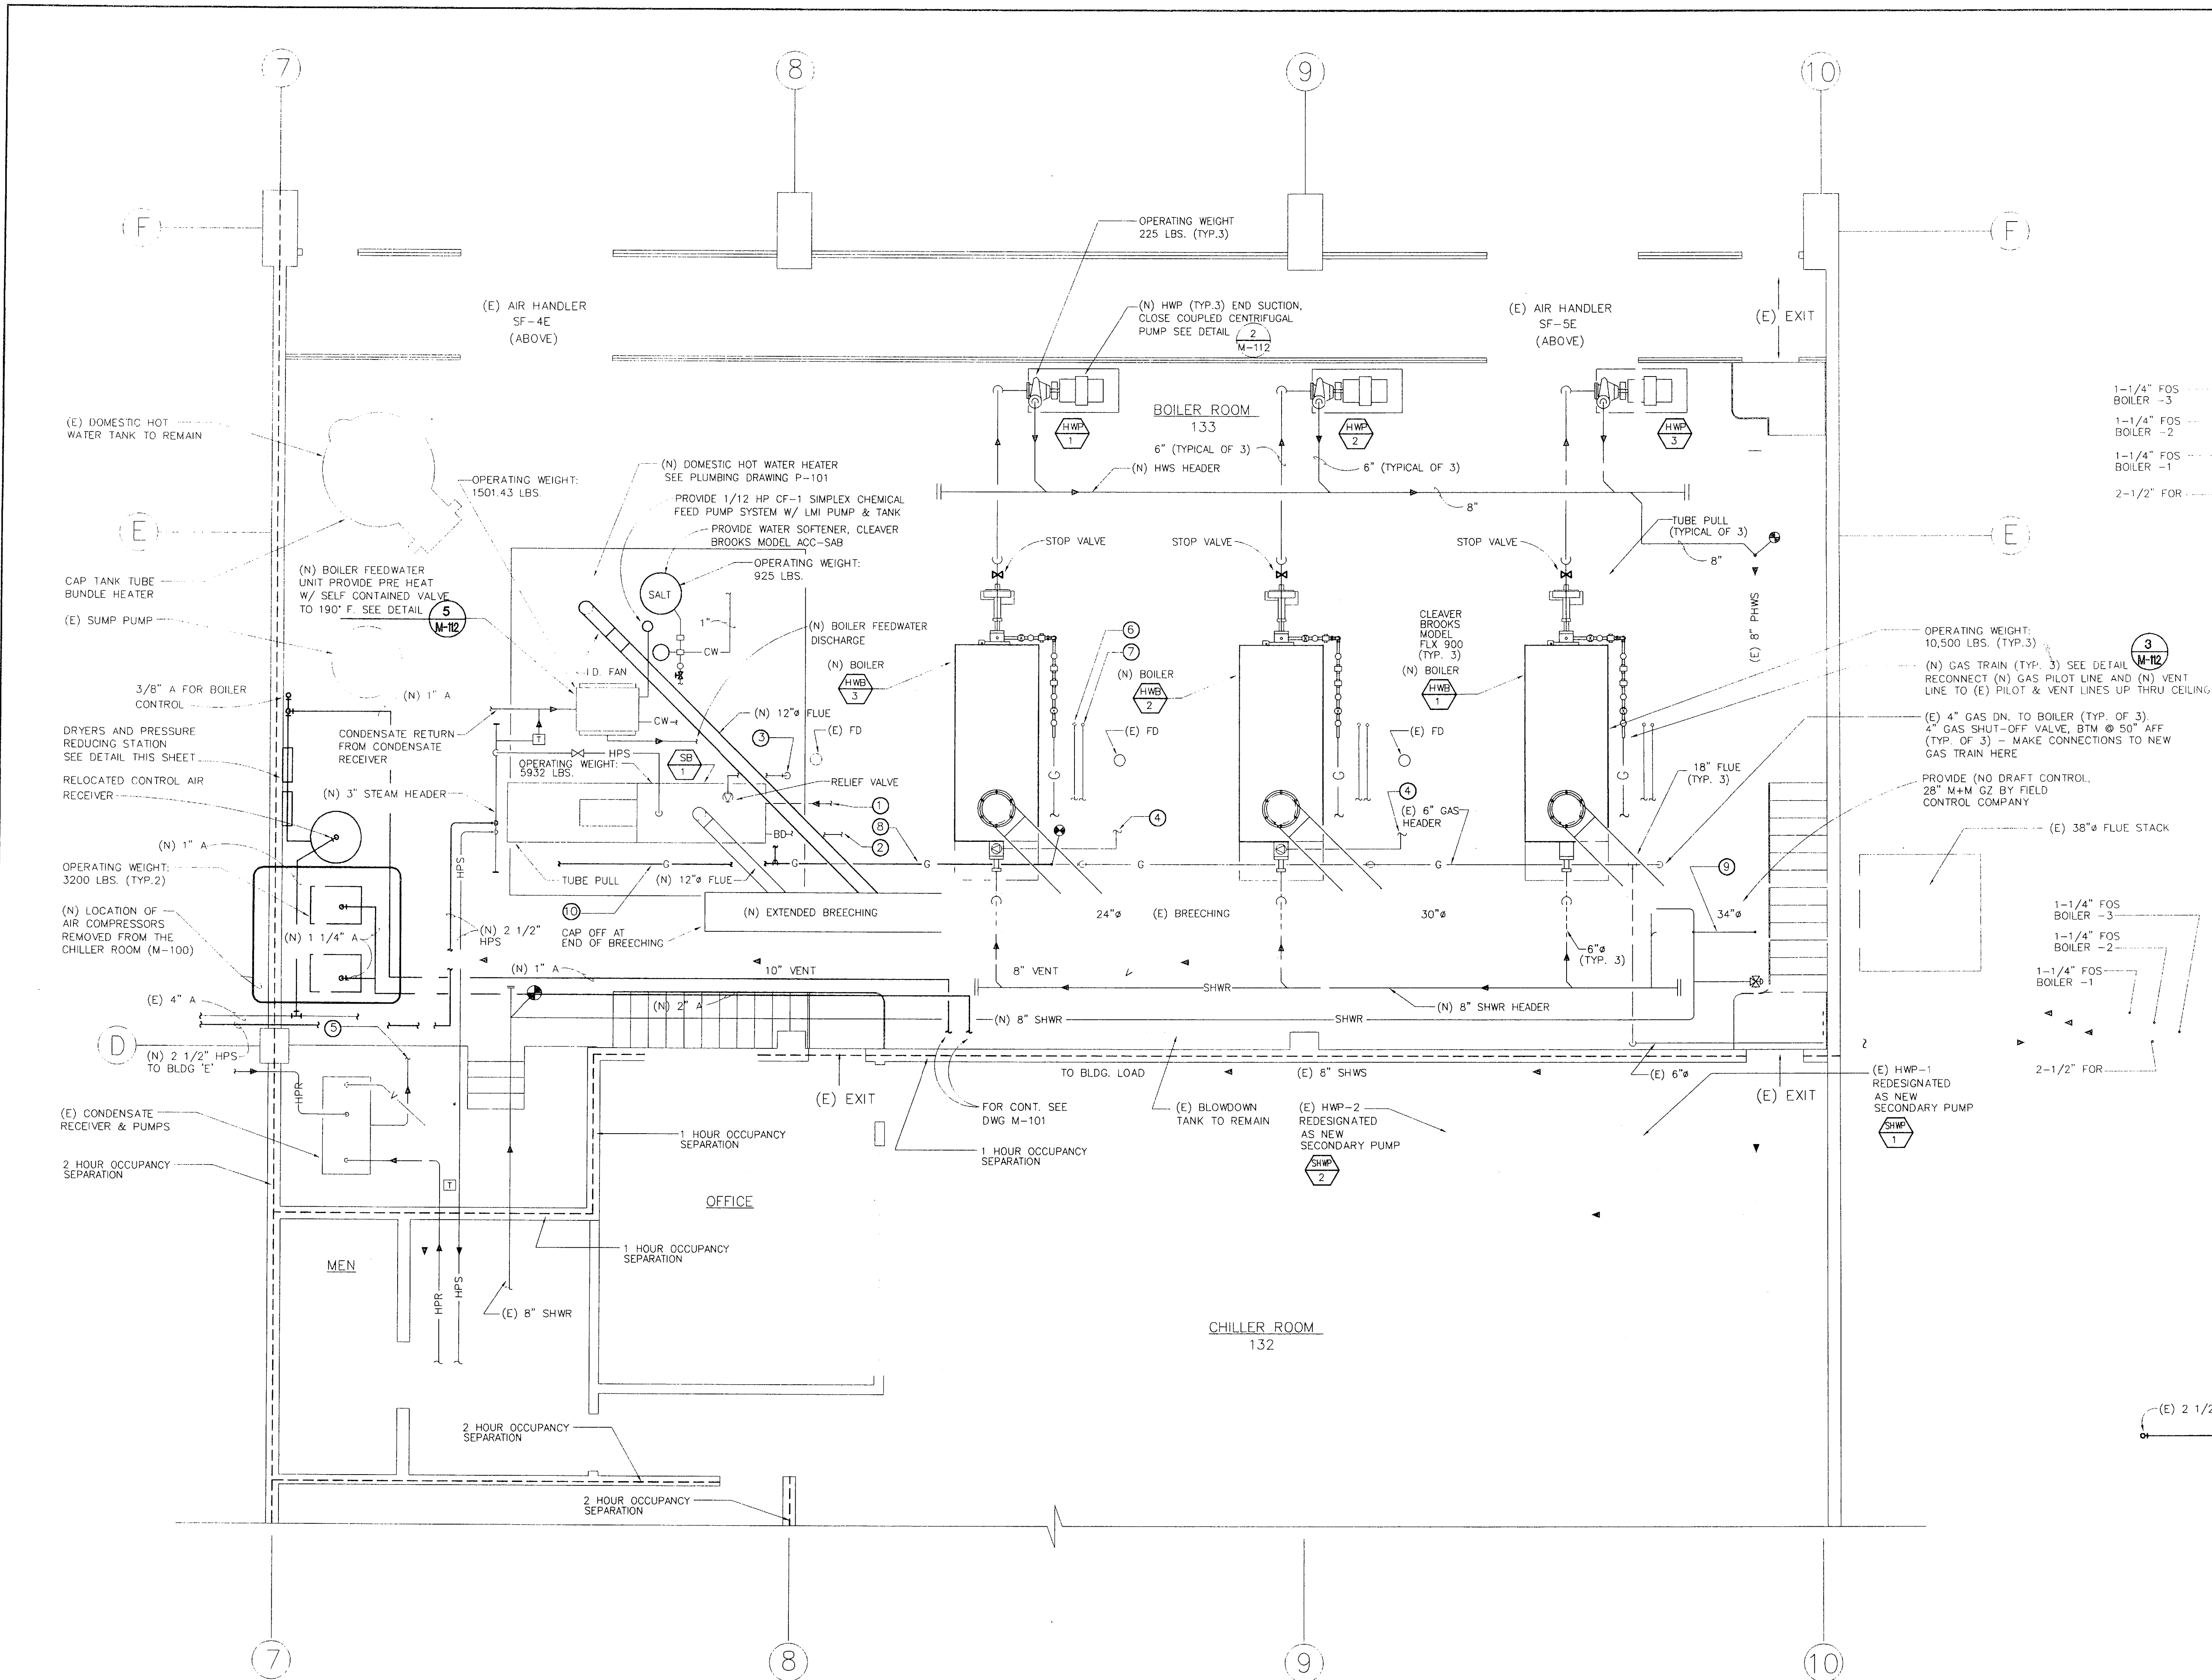 7
8
9
10
F
F
OPERATING WEIGHT
225 LBS. (TYP.3)
(E) AIR HANDLER
SF-4E
(ABOVE)
(N) HWP (TYP.3) END SUCTION,
CLOSE COUPLED CENTRIFUGAL
PUMP SEE DETAIL
2
M-112
(E) AIR HANDLER
SF-5E
(ABOVE)
(E) EXIT
1-1/4" FOS
BOILER -3
1-1/4" FOS
BOILER -2
1-1/4" FOS
BOILER -1
2-1/2" FOR
BOILER ROOM
133
HWP
1
HWP
2
HWP
3
6" (TYPICAL OF 3)
6" (TYPICAL OF 3)
(N) HWS HEADER
8"
TUBE PULL
(TYPICAL OF 3)
8"
(E) 8" PHWS
(E) DOMESTIC HOT
WATER TANK TO REMAIN
OPERATING WEIGHT:
1501.43 LBS.
(N) DOMESTIC HOT WATER HEATER
SEE PLUMBING DRAWING P-101
PROVIDE 1/12 HP CF-1 SIMPLEX CHEMICAL
FEED PUMP SYSTEM W/ LMI PUMP & TANK
PROVIDE WATER SOFTENER, CLEAVER
BROOKS MODEL ACC-SAB
OPERATING WEIGHT:
925 LBS.
E
E
STOP VALVE
STOP VALVE
STOP VALVE
CAP TANK TUBE
BUNDLE HEATER
(N) BOILER FEEDWATER
UNIT PROVIDE PRE HEAT
W/ SELF CONTAINED VALVE
TO 190° F. SEE DETAIL
5
M-112
SALT
1"
CW
(N) BOILER FEEDWATER
DISCHARGE
(E) SUMP PUMP
I.D. FAN
(N) 1" A
3/8" A FOR BOILER
CONTROL
CW
(N) 12"ø FLUE
(N) BOILER
HWB
3
6
7
(N) BOILER
HWB
2
CLEAVER
BROOKS
MODEL
FLX 900
(TYP. 3)
(N) BOILER
HWB
1
OPERATING WEIGHT:
10,500 LBS. (TYP.3)
3
M-112
(N) GAS TRAIN (TYP. 3) SEE DETAIL
RECONNECT (N) GAS PILOT LINE AND (N) VENT
LINE TO (E) PILOT & VENT LINES UP THRU CEILING
(E) 4" GAS DN. TO BOILER (TYP. OF 3).
4" GAS SHUT-OFF VALVE, BTM @ 50" AFF
(TYP. OF 3) - MAKE CONNECTIONS TO NEW
GAS TRAIN HERE
PROVIDE (NO DRAFT CONTROL,
28" M+M GZ BY FIELD
CONTROL COMPANY
(E) 38"ø FLUE STACK
DRYERS AND PRESSURE
REDUCING STATION
SEE DETAIL THIS SHEET
CONDENSATE RETURN
FROM CONDENSATE
RECEIVER
T
HPS
OPERATING WEIGHT:
5932 LBS.
SB
1
3
(E) FD
(E) FD
(E) FD
RELIEF VALVE
RELOCATED CONTROL AIR
RECEIVER
(N) 3" STEAM HEADER
1
8
2
BD
G
G
G
4
4
(E) 6" GAS
HEADER
18" FLUE
(TYP. 3)
(N) 1" A
OPERATING WEIGHT:
3200 LBS. (TYP.2)
HPS
G
G
G
G
G
TUBE PULL
(N) 12"ø FLUE
9
10
CAP OFF AT
END OF BREECHING
(N) EXTENDED BREECHING
24"ø
(E) BREECHING
30"ø
34"ø
(N) LOCATION OF
AIR COMPRESSORS
REMOVED FROM THE
CHILLER ROOM (M-100)
(N) 1 1/4" A
(N) 2 1/2"
HPS
6"ø
(TYP. 3)
1-1/4" FOS
BOILER -3
1-1/4" FOS
BOILER -2
1-1/4" FOS
BOILER -1
2-1/2" FOR
(N) 1" A
10" VENT
8" VENT
(E) 4" A
(N) 2" A
SHWR
(N) 8" SHWR HEADER
(N) 8" SHWR
SHWR
5
D
(N) 2 1/2" HPS
TO BLDG 'E'
HPR
(E) CONDENSATE
RECEIVER & PUMPS
2 HOUR OCCUPANCY
SEPARATION
T
1 HOUR OCCUPANCY
SEPARATION
(E) EXIT
TO BLDG. LOAD
(E) 8" SHWS
FOR CONT. SEE
DWG M-101
1 HOUR OCCUPANCY
SEPARATION
(E) BLOWDOWN
TANK TO REMAIN
(E) HWP-2
REDESIGNATED
AS NEW
SECONDARY PUMP
SHWP
2
(E) 6"ø
(E) EXIT
(E) HWP-1
REDESIGNATED
AS NEW
SECONDARY PUMP
SHWP
1
OFFICE
MEN
1 HOUR OCCUPANCY
SEPARATION
HPR
HPS
(E) 8" SHWR
CHILLER ROOM
132
2 HOUR OCCUPANCY
SEPARATION
2 HOUR OCCUPANCY
SEPARATION
(E) 2 1/2
7
8
9
10